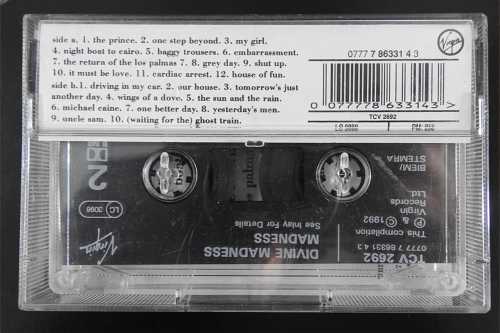 side a. 1. the prince. 2. one step beyond. 3. my girl.
4. night boat to cairo. 5. baggy trousers. 6. embarrassment.
7. the return of the los palmas 7. 8. grey day. 9. shut up.
10. it must be love. 11. cardiac arrest. 12. house of fun.
side b.1. driving in my car. 2. our house. 3. tomorrow's just
another day. 4. wings of a dove. 5. the sun and the rain.
6. michael caine. 7. one better day. 8. yesterday's men.
9. uncle sam. 10. (waiting for the) ghost train.
0777 7 86331 4 3
Virgin
0 077778 633143 >
TCV 2692
2
BIEM/
STEMRA
LC 3098
Virgin
DIVINE MADNESS
MADNESS
See Inlay For Details
TCV 2692
0777 7 86331 4 3
This compilation
℗ & © 1992
Virgin
Records
Ltd.